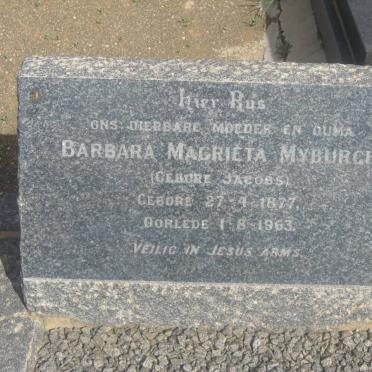 Hier Rus
ONS DIERBARE MOEDER EN OUMA
BARBARA MAGRIETA MYBURGH
(GEBORE JACOBS)
GEBORE 27-4-1877.
OORLEDE 1-8-1963.
VEILIG IN JESUS ARMS.